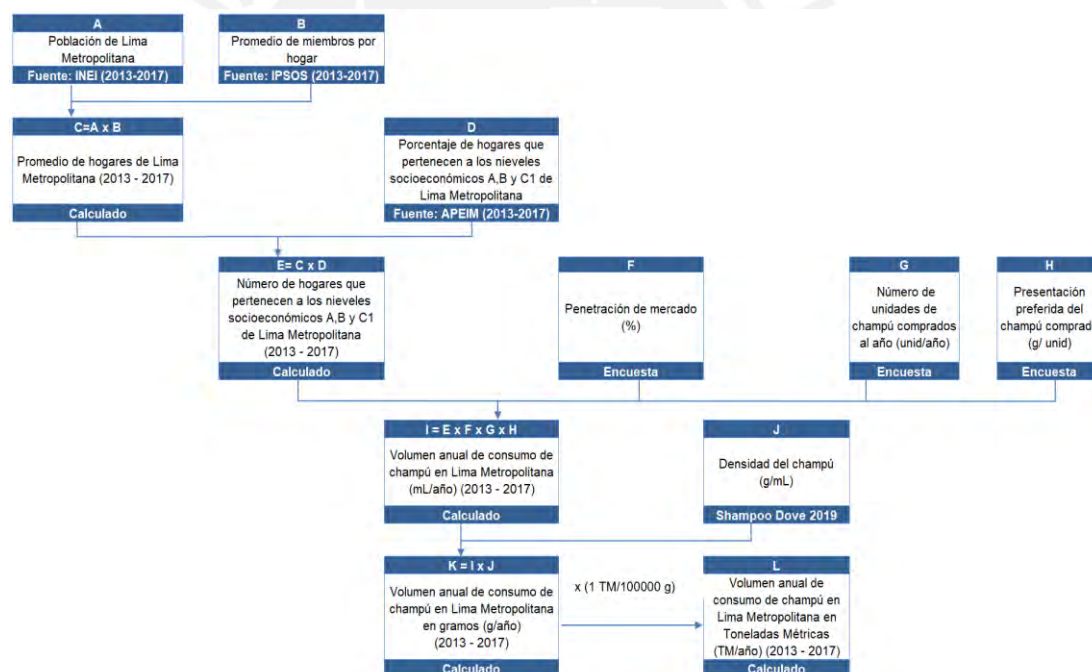 A
Población de Lima
Metropolitana
Fuente: INEI (2013-2017)
B
Promedio de miembros por
hogar
Fuente: IPSOS (2013-2017)
C=A x B
Promedio de hogares de Lima
Metropolitana (2013 - 2017)
Calculado
D
Porcentaje de hogares que
pertenecen a los nieveles
socioeconómicos A,B y C1 de
Lima Metropolitana
Fuente: APEIM (2013-2017)
E= C x D
Número de hogares que
pertenecen a los nieveles
socioeconómicos A,B y C1
de Lima Metropolitana
(2013 - 2017)
Calculado
F
Penetración de mercado
(%)
Encuesta
G
Número de
unidades de
champú comprados
al año (unid/año)
Encuesta
H
Presentación
preferida del
champú comprad
(g/ unid)
Encuesta
I = E x F x G x H
Volumen anual de consumo de
champú en Lima Metropolitana
(mL/año) (2013 - 2017)
Calculado
J
Densidad del champú
(g/mL)
Shampoo Dove 2019
K = I x J
Volumen anual de consumo de
champú en Lima Metropolitana
en gramos (g/año)
(2013 - 2017)
Calculado
x (1 TM/100000 g)
L
Volumen anual de
consumo de champú en
Lima Metropolitana en
Toneladas Métricas
(TM/año) (2013 - 2017)
Calculado